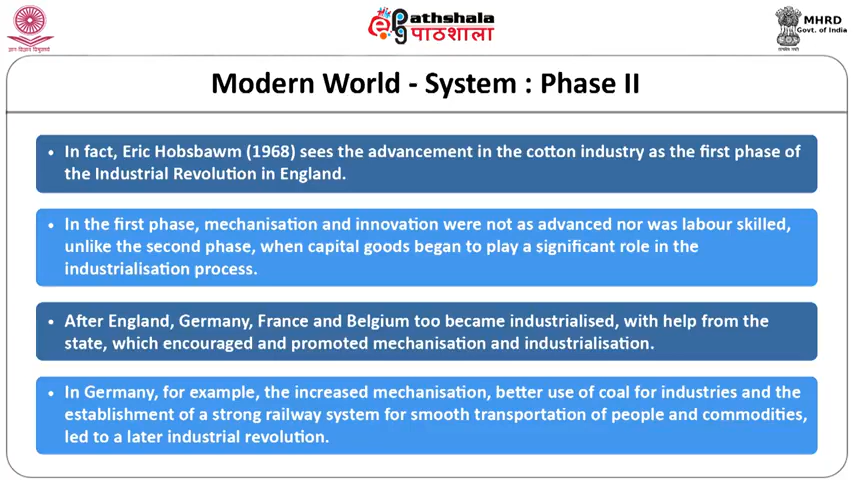 ज्ञान-विज्ञान विमुक्तये
Pathshala
पाठशाला
MHRD
Govt. of India
सत्यमेव जयते
Modern World - System : Phase II
• In fact, Eric Hobsbawm (1968) sees the advancement in the cotton industry as the first phase of
the Industrial Revolution in England.
• In the first phase, mechanisation and innovation were not as advanced nor was labour skilled,
unlike the second phase, when capital goods began to play a significant role in the
industrialisation process.
• After England, Germany, France and Belgium too became industrialised, with help from the
state, which encouraged and promoted mechanisation and industrialisation.
• In Germany, for example, the increased mechanisation, better use of coal for industries and the
establishment of a strong railway system for smooth transportation of people and commodities,
led to a later industrial revolution.